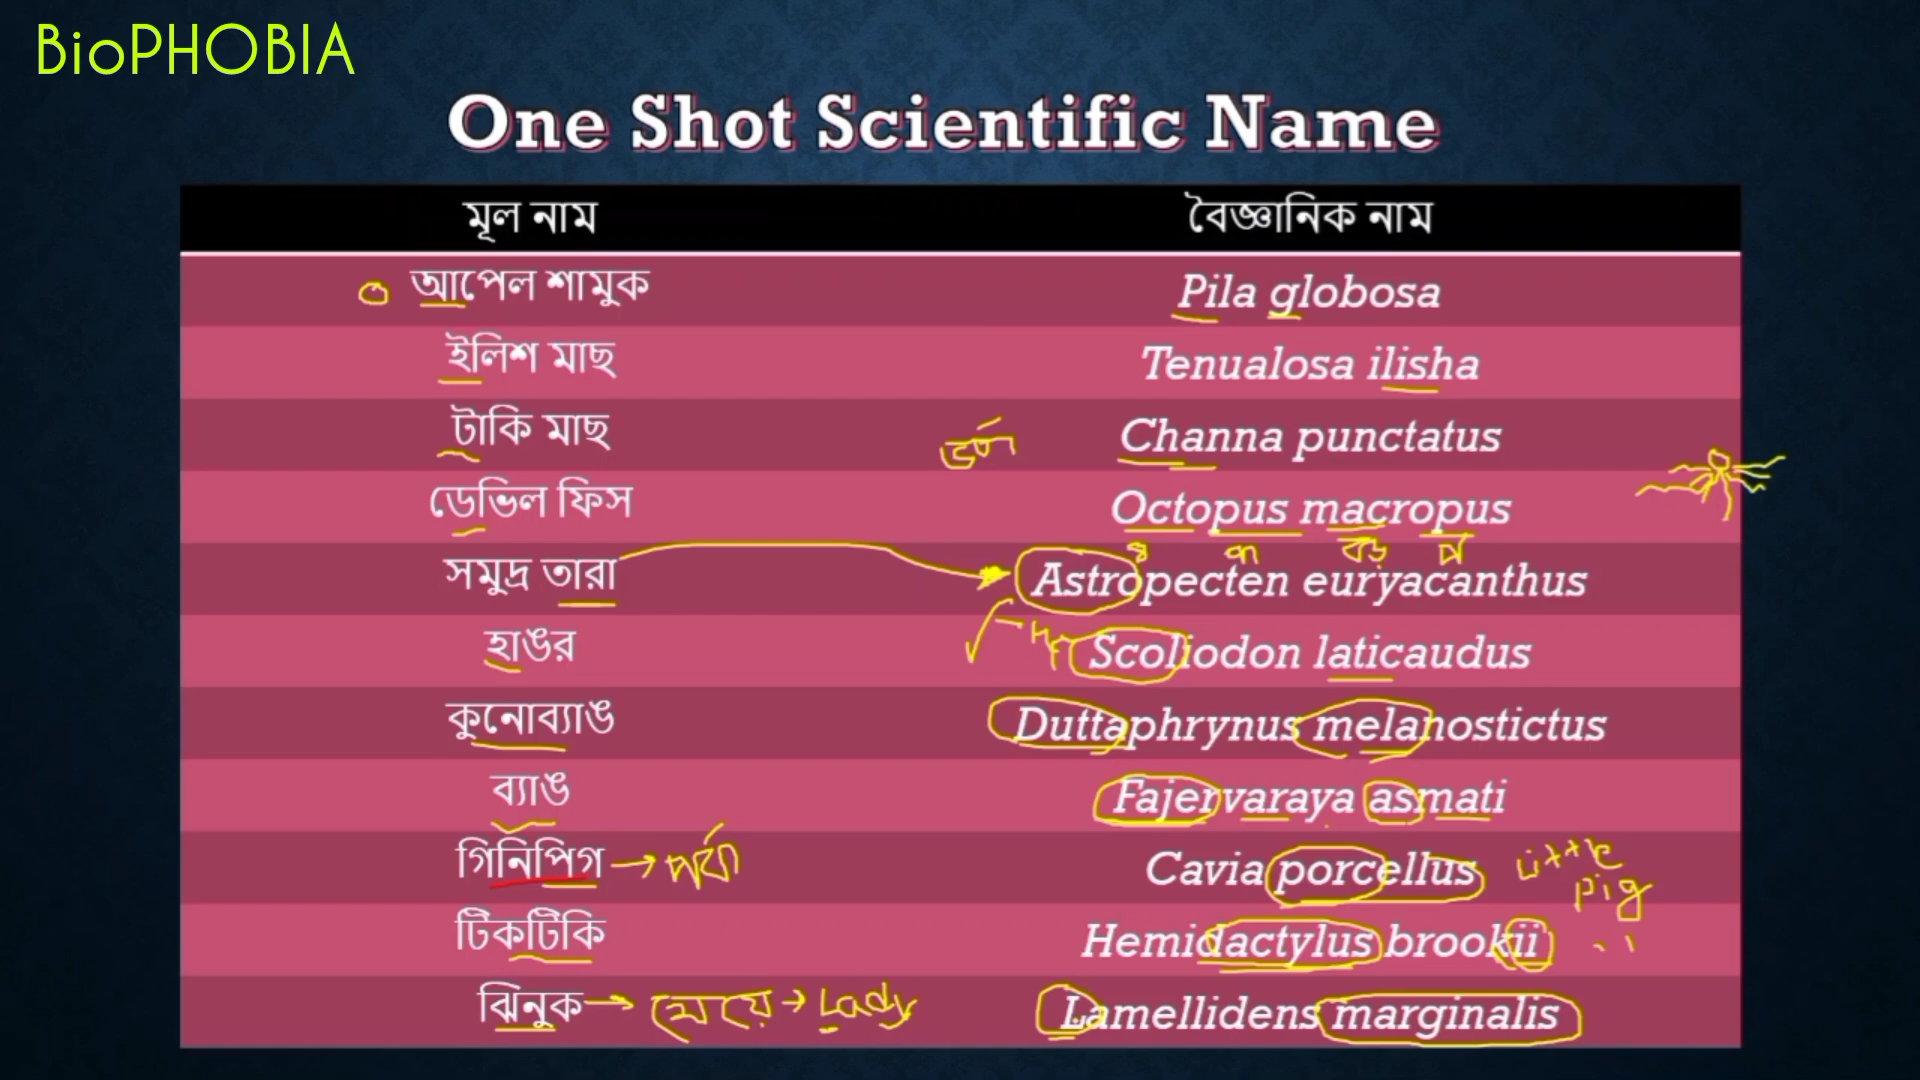 BioPHOBIA
One Shot Scientific Name
মূল নাম বৈজ্ঞানিক নাম
আপেল শামুক Pila globosa
ইলিশ মাছ Tenualosa ilisha
টাকি মাছ Channa punctatus
ডেভিল ফিস Octopus macropus
সমুদ্র তারা Astropecten euryacanthus
হাঙর Scoliodon laticaudus
কুনোব্যাঙ Duttaphrynus melanostictus
ব্যাঙ Fajervaraya asmati
গিনিপিগ Cavia porcellus little
pig
টিকটিকি Hemidactylus brookii
ঝিনুক → মেয়ে → Lady Lamellidens marginalis